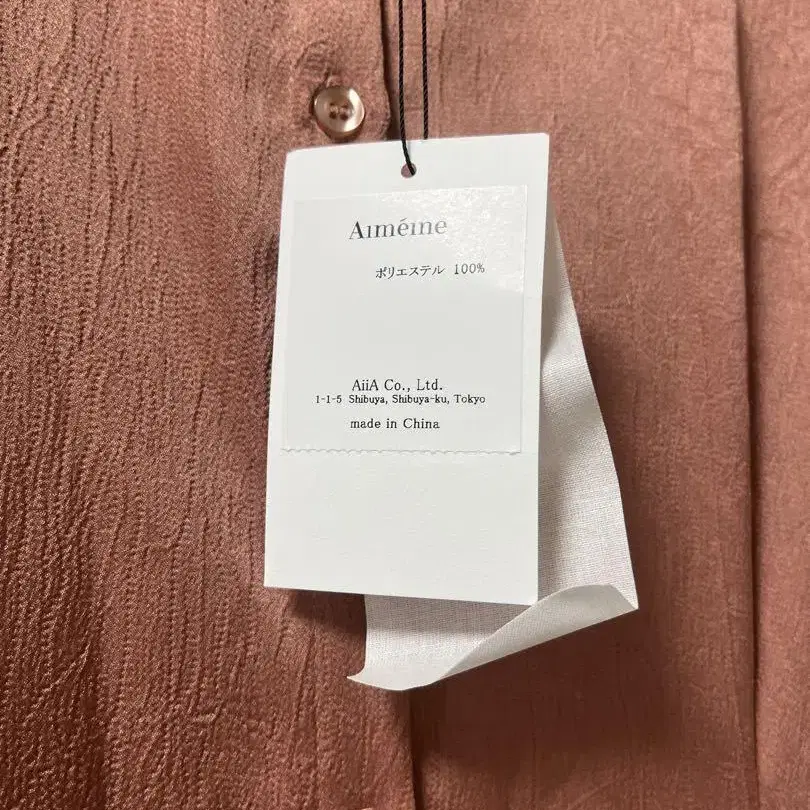 Aiméine
ポリエステル 100%
AiiA Co., Ltd.
1-1-5 Shibuya, Shibuya-ku, Tokyo
made in China